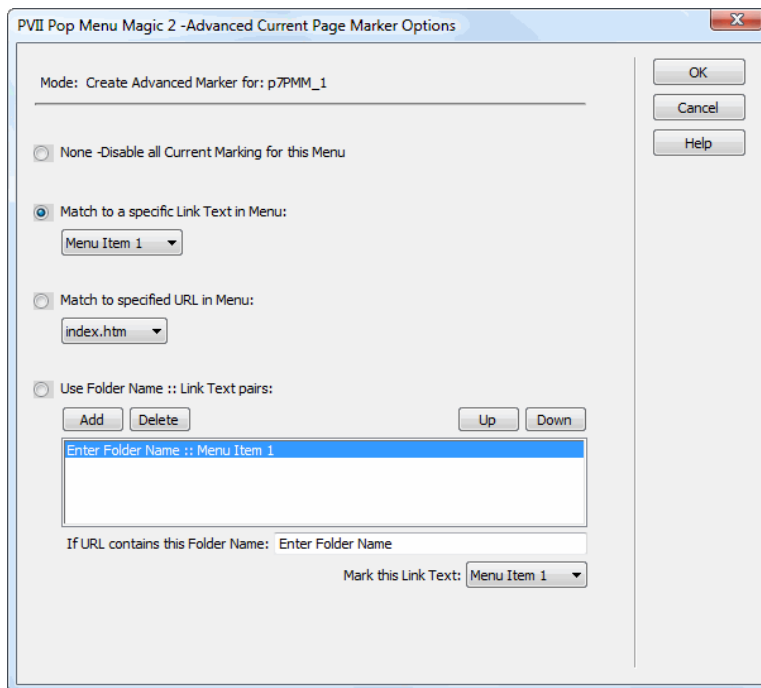 PVII Pop Menu Magic 2 -Advanced Current Page Marker Options
Mode: Create Advanced Marker for: p7PMM_1
OK
Cancel
Help
None -Disable all Current Marking for this Menu
Match to a specific Link Text in Menu:
Menu Item 1
Match to specified URL in Menu:
index.htm
Use Folder Name :: Link Text pairs:
Add Delete Up Down
Enter Folder Name :: Menu Item 1
If URL contains this Folder Name: Enter Folder Name
Mark this Link Text: Menu Item 1